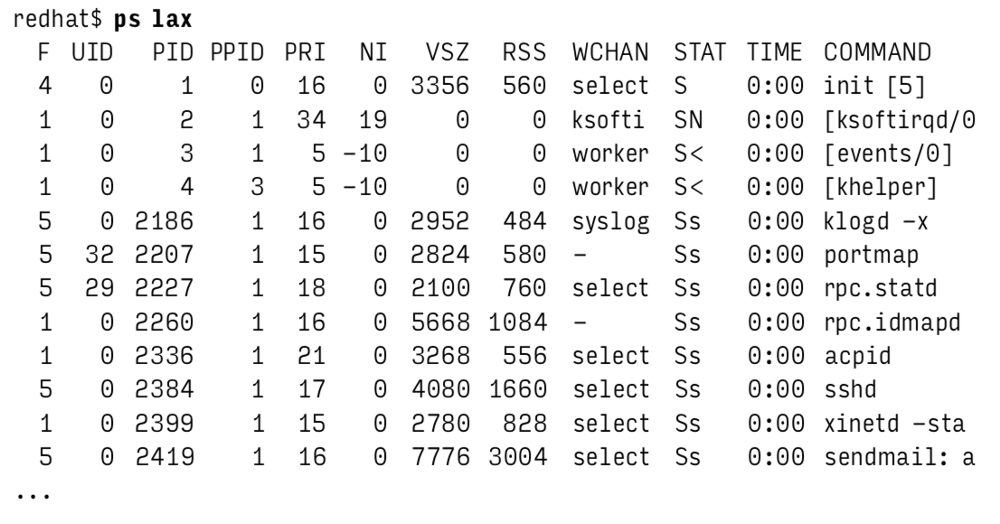 redhat$ ps lax
F UID PID PPID PRI NI VSZ RSS WCHAN STAT TIME COMMAND
4 0 1 0 16 0 3356 560 select S 0:00 init [5]
1 0 2 1 34 19 0 0 ksofti SN 0:00 [ksoftirqd/0
1 0 3 1 5 −10 0 0 worker S< 0:00 [events/0]
1 0 4 3 5 −10 0 0 worker S< 0:00 [khelper]
5 0 2186 1 16 0 2952 484 syslog Ss 0:00 klogd −x
5 32 2207 1 15 0 2824 580 − Ss 0:00 portmap
5 29 2227 1 18 0 2100 760 select Ss 0:00 rpc.statd
1 0 2260 1 16 0 5668 1084 − Ss 0:00 rpc.idmapd
1 0 2336 1 21 0 3268 556 select Ss 0:00 acpid
5 0 2384 1 17 0 4080 1660 select Ss 0:00 sshd
1 0 2399 1 15 0 2780 828 select Ss 0:00 xinetd −sta
5 0 2419 1 16 0 7776 3004 select Ss 0:00 sendmail: a
...